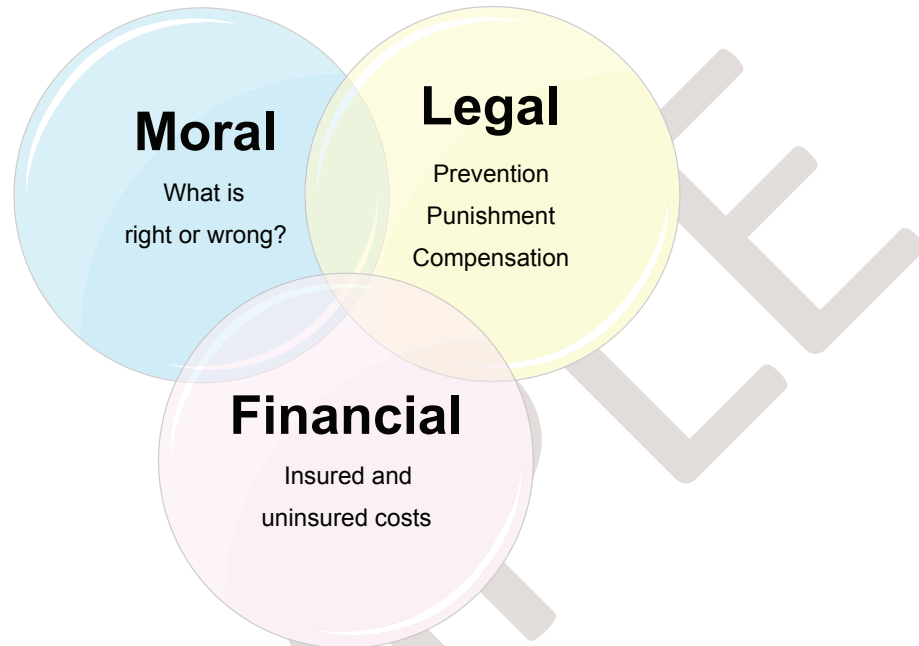 Moral
What is
right or wrong?
Legal
Prevention
Punishment
Compensation
Financial
Insured and
uninsured costs